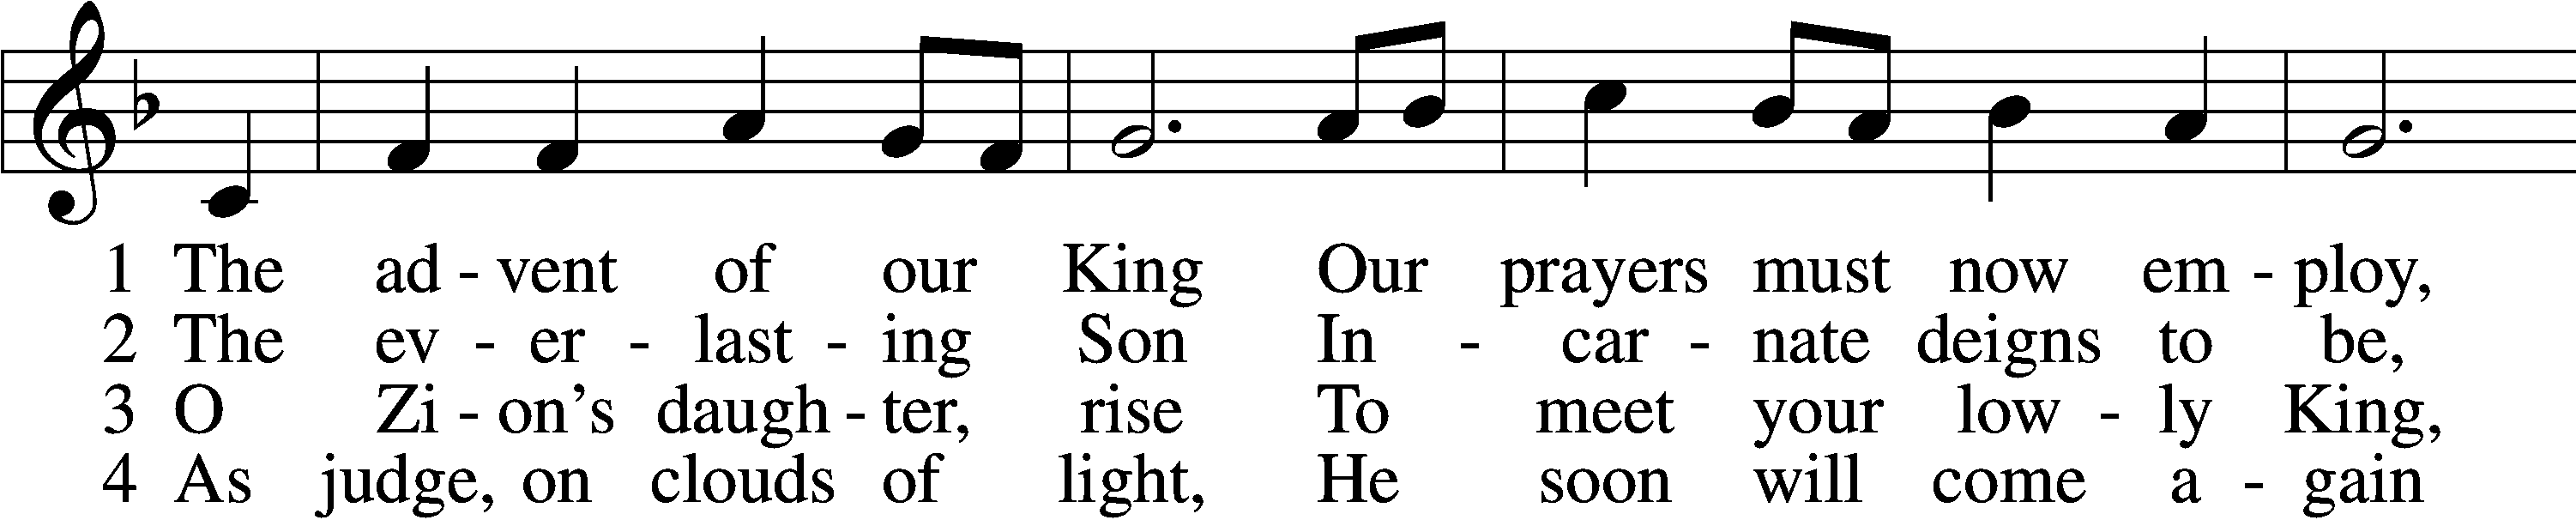 1 The ad - vent of our King Our prayers must now em - ploy,
2 The ev - er - last - ing Son In - car - nate deigns to be,
3 O Zi - on's daugh - ter, rise To meet your low - ly King,
4 As judge, on clouds of light, He soon will come a - gain